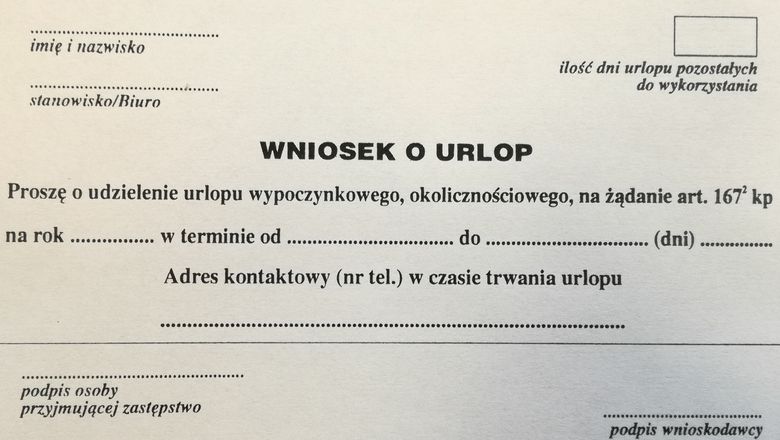 imię i nazwisko
ilość dni urlopu pozostałych
do wykorzystania
stanowisko/Biuro
WNIOSEK O URLOP
Proszę o udzielenie urlopu wypoczynkowego, okolicznościowego, na żądanie art. 167² kp
na rok ................ w terminie od ................................. do ................................ (dni) ..............
Adres kontaktowy (nr tel.) w czasie trwania urlopu
podpis osoby
przyjmującej zastępstwo
podpis wnioskodawcy